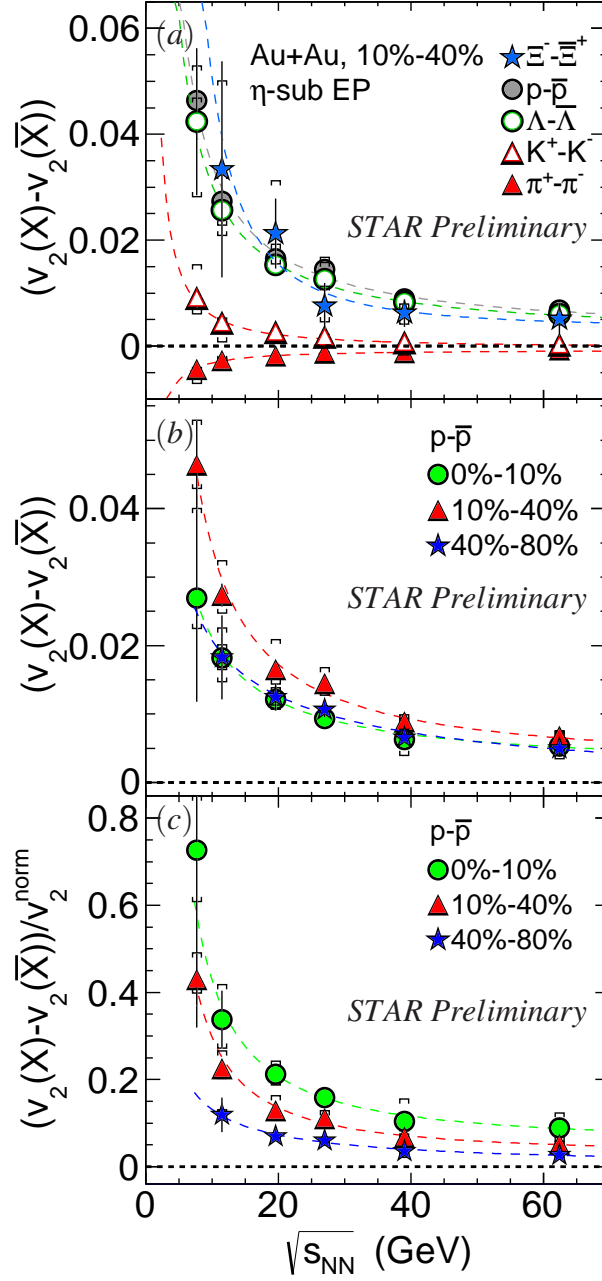 (a)
Au+Au, 10%-40%
η-sub EP
Ξ⁻-Ξ̅⁺
p-p̅
Λ-Λ̅
K⁺-K⁻
π⁺-π⁻
STAR Preliminary
(v₂(X)-v₂(X̅))
0.06
0.04
0.02
0
(b)
p-p̅
0%-10%
10%-40%
40%-80%
STAR Preliminary
(v₂(X)-v₂(X̅))
0.04
0.02
0
(c)
p-p̅
0%-10%
10%-40%
40%-80%
STAR Preliminary
(v₂(X)-v₂(X̅))/v₂ⁿᵒʳᵐ
0.8
0.6
0.4
0.2
0
0 20 40 60
√s_NN (GeV)